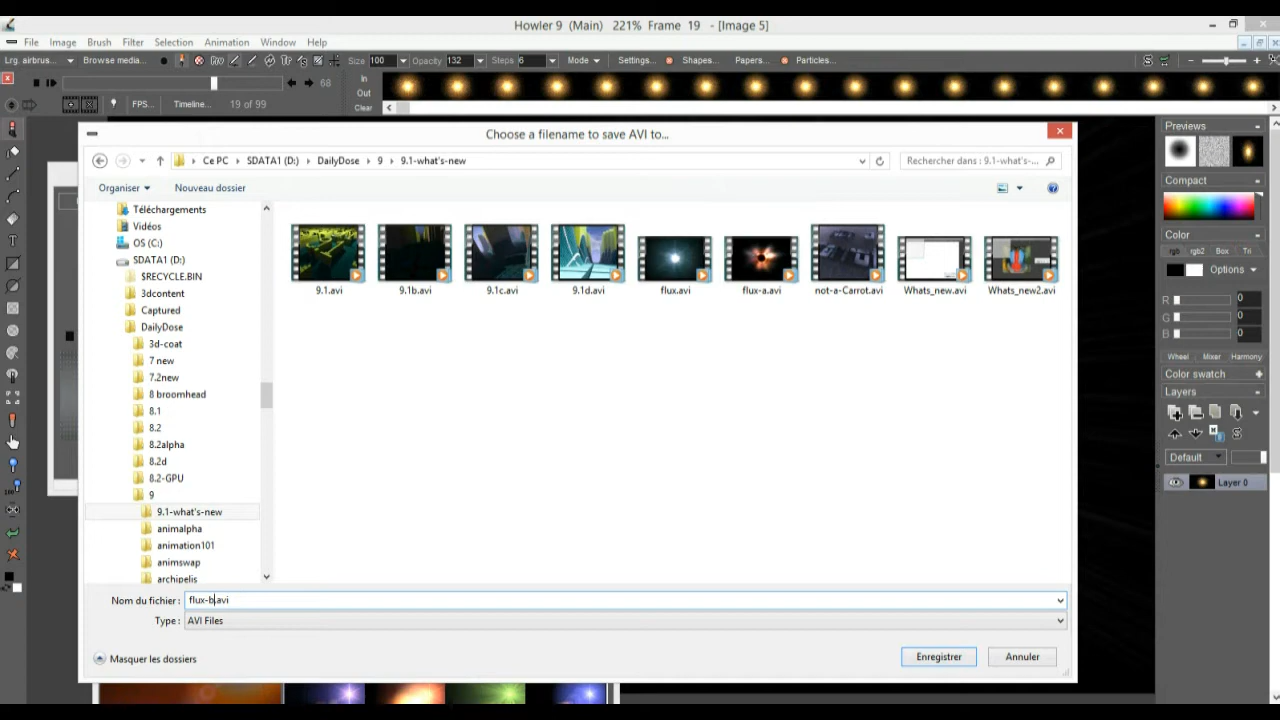 Howler 9 (Main) 221% Frame 19 - [Image 5]
File Image Brush Filter Selection Animation Window Help
Lrg. airbrus... Browse media... Size 100 Opacity 132 Steps 6 Mode Settings... Shapes... Papers... Particles...
68
In
Out
Clear
FPS... Timeline... 19 of 99
Choose a filename to save AVI to...
Ce PC SDATA1 (D:) DailyDose 9 9.1-what's-new
Rechercher dans : 9.1-what's-...
Organiser Nouveau dossier
Téléchargements
Vidéos
OS (C:)
SDATA1 (D:)
$RECYCLE.BIN
3dcontent
Captured
DailyDose
3d-coat
7 new
7.2new
8 broomhead
8.1
8.2
8.2alpha
8.2d
8.2-GPU
9
9.1-what's-new
animalpha
animation101
animswap
archipelis
9.1.avi 9.1b.avi 9.1c.avi 9.1d.avi flux.avi flux-a.avi not-a-Carrot.avi Whats_new.avi Whats_new2.avi
Nom du fichier : flux-b.avi
Type : AVI Files
Masquer les dossiers
Enregistrer Annuler
Previews
Compact
Color
rgb rgb2 Box Tri
Options
R 0
G 0
B 0
Wheel Mixer Harmony
Color swatch
Layers
Default
Layer 0
100